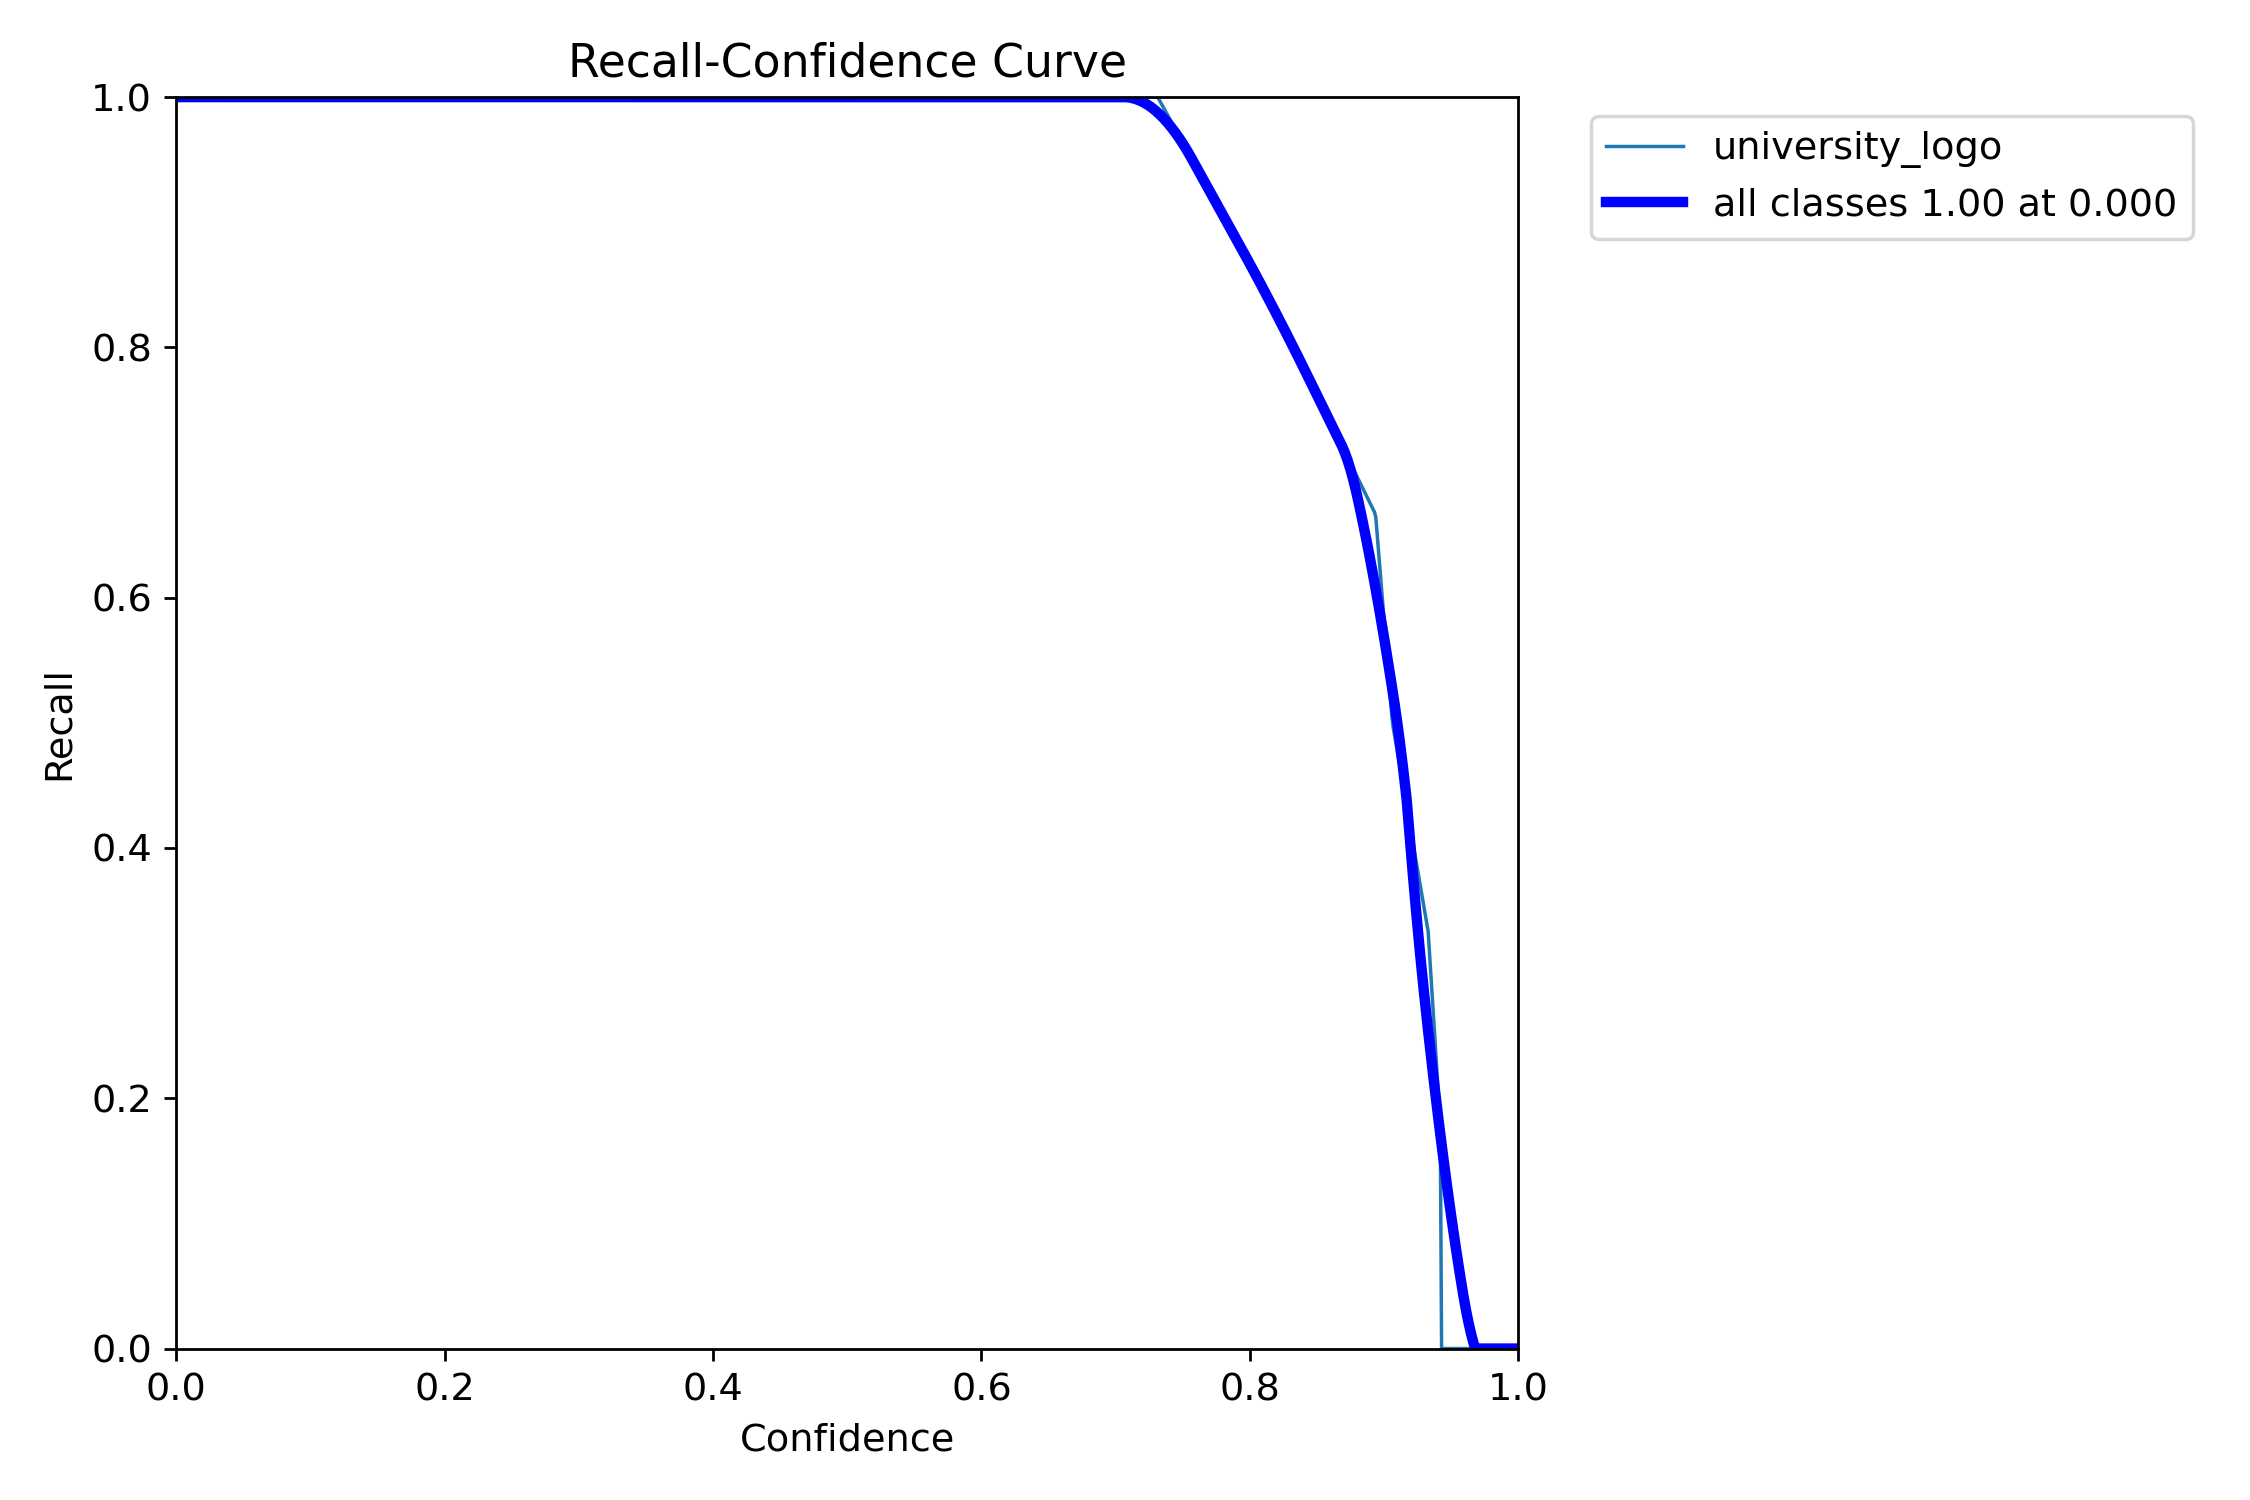 Recall-Confidence Curve
1.0
0.8
0.6
0.4
0.2
0.0
Recall
0.0 0.2 0.4 0.6 0.8 1.0
Confidence
university_logo
all classes 1.00 at 0.000